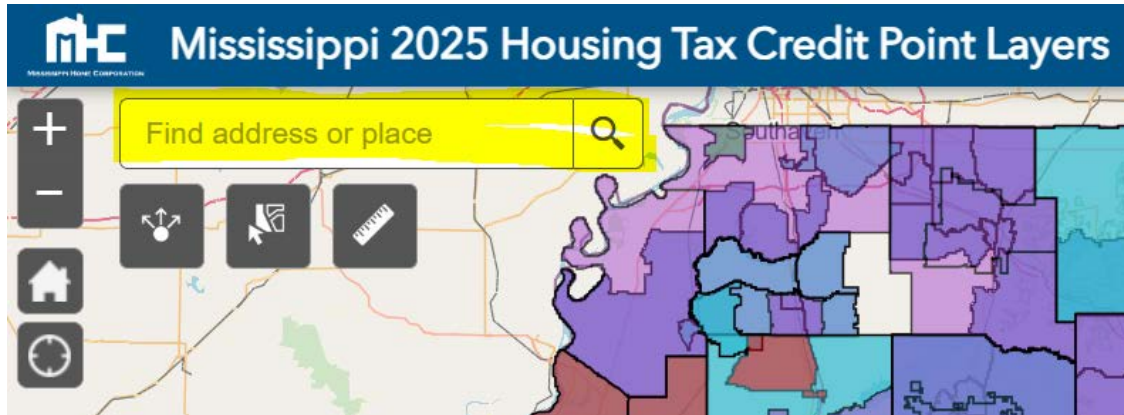 MHC
MISSISSIPPI HOME CORPORATION
Mississippi 2025 Housing Tax Credit Point Layers
Find address or place